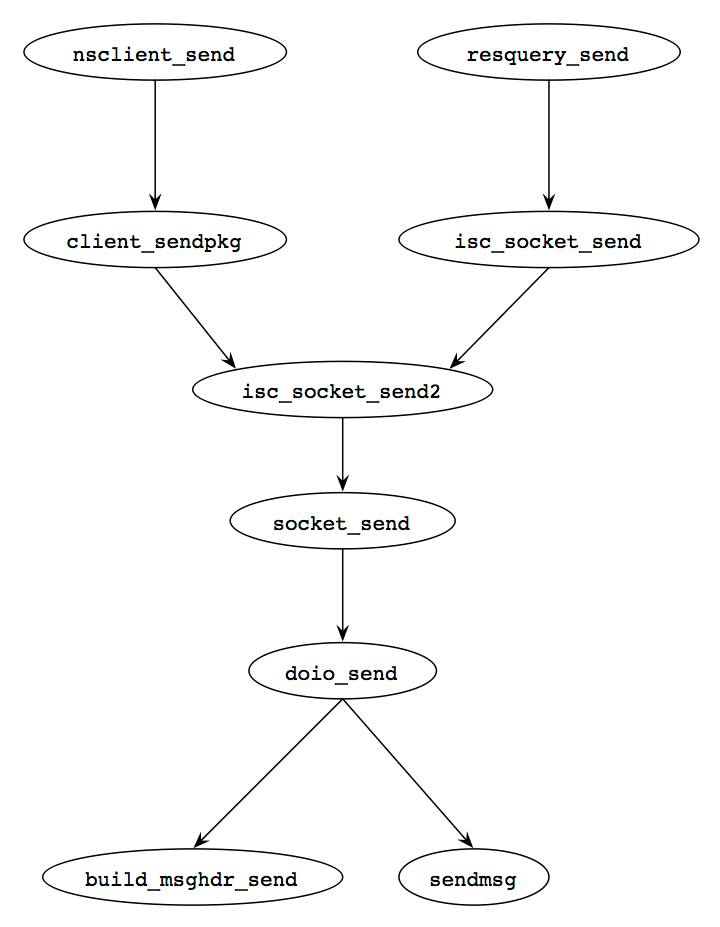 nsclient_send
resquery_send
client_sendpkg
isc_socket_send
isc_socket_send2
socket_send
doio_send
build_msghdr_send
sendmsg